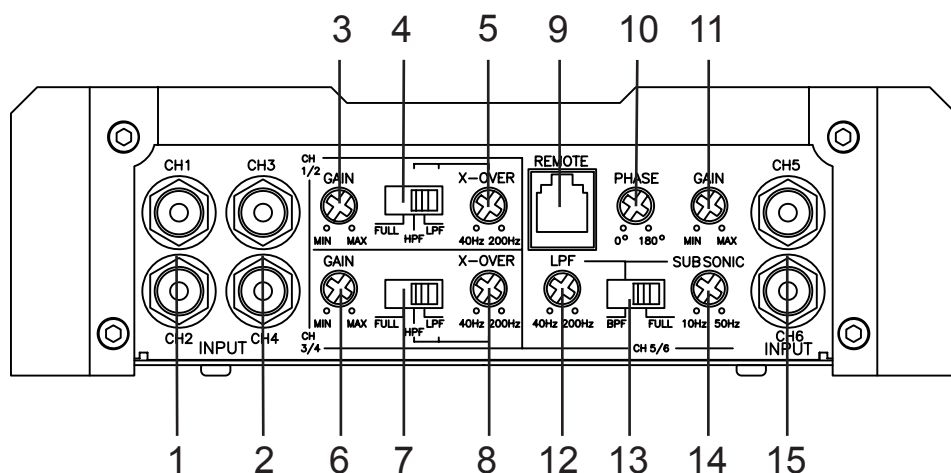 3 4 5 9 10 11
CH1 CH3 CH 1/2 REMOTE CH5
GAIN X-OVER PHASE GAIN
MIN MAX FULL HPF LPF 40Hz 200Hz 0° 180° MIN MAX
GAIN X-OVER LPF SUBSONIC
MIN MAX FULL HPF LPF 40Hz 200Hz 40Hz 200Hz BPF FULL 10Hz 50Hz
CH2 INPUT CH4 CH 3/4 CH 5/6 INPUT CH6
1 2 6 7 8 12 13 14 15